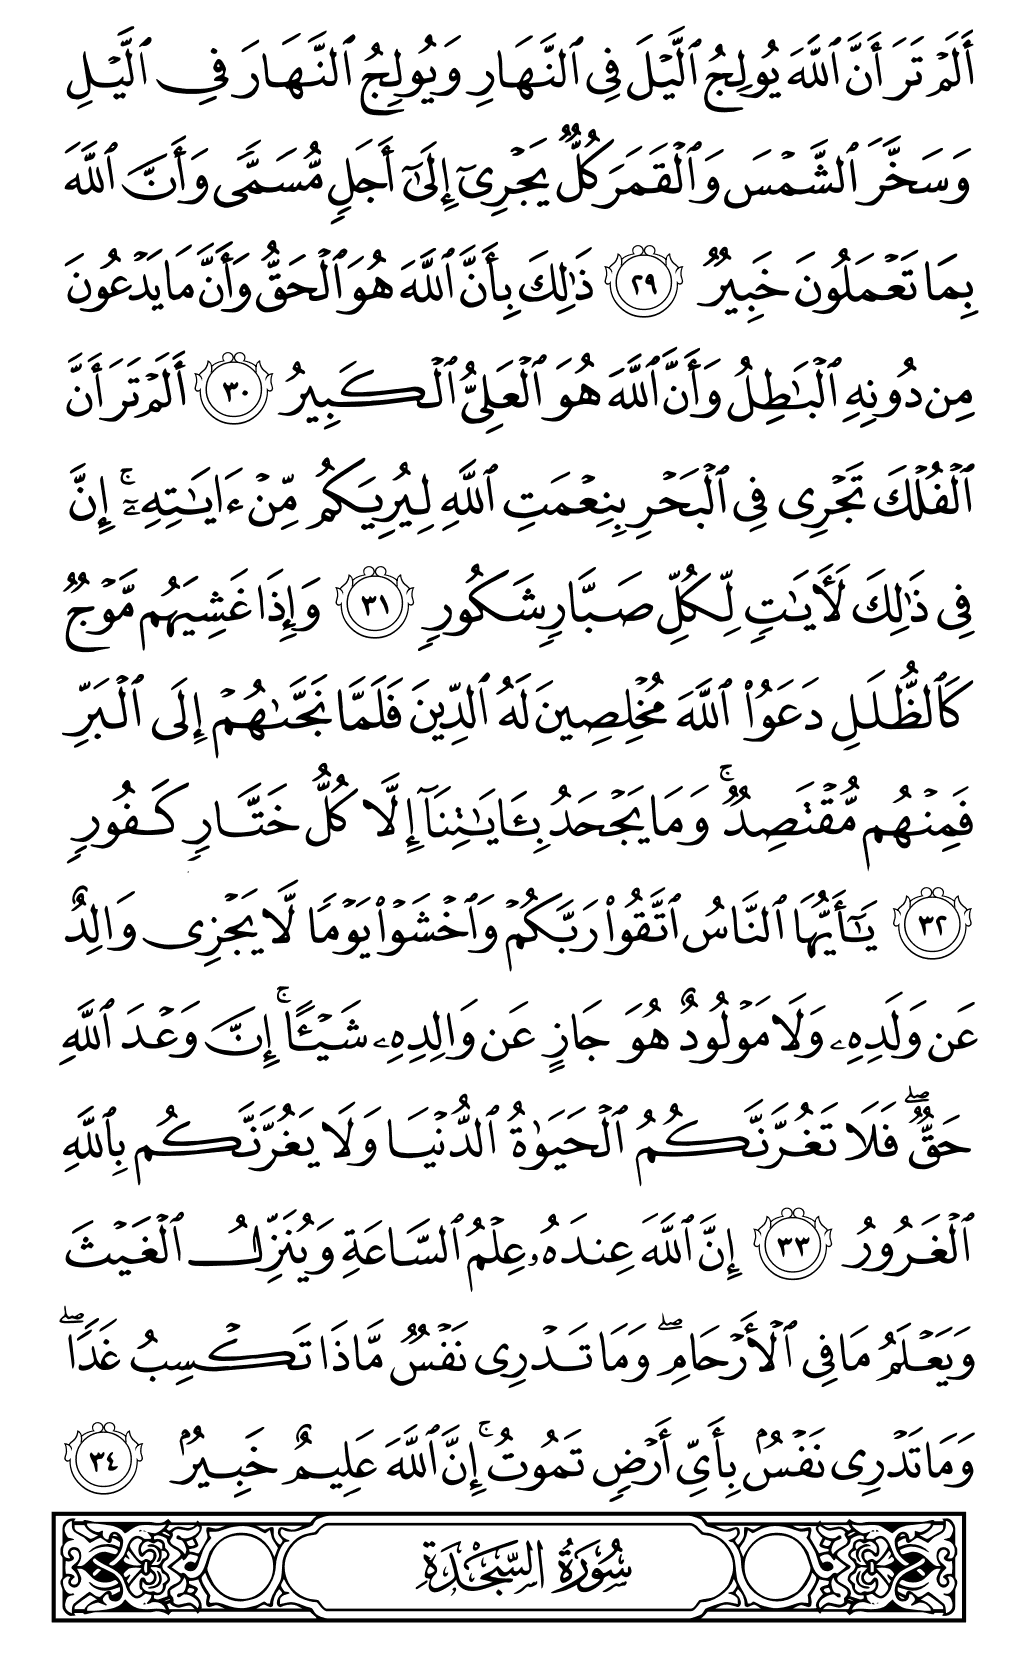 أَلَمْ تَرَ أَنَّ ٱللَّهَ يُولِجُ ٱلَّيْلَ فِى ٱلنَّهَارِ وَيُولِجُ ٱلنَّهَارَ فِى ٱلَّيْلِ
وَسَخَّرَ ٱلشَّمْسَ وَٱلْقَمَرَ كُلٌّ يَجْرِىٓ إِلَىٰٓ أَجَلٍ مُّسَمًّى وَأَنَّ ٱللَّهَ
بِمَا تَعْمَلُونَ خَبِيرٌ ٢٩ ذَٰلِكَ بِأَنَّ ٱللَّهَ هُوَ ٱلْحَقُّ وَأَنَّ مَا يَدْعُونَ
مِن دُونِهِ ٱلْبَـٰطِلُ وَأَنَّ ٱللَّهَ هُوَ ٱلْعَلِىُّ ٱلْكَبِيرُ ٣٠ أَلَمْ تَرَ أَنَّ
ٱلْفُلْكَ تَجْرِى فِى ٱلْبَحْرِ بِنِعْمَتِ ٱللَّهِ لِيُرِيَكُم مِّنْ ءَايَـٰتِهِۦٓ ۚ إِنَّ
فِى ذَٰلِكَ لَـَٔايَـٰتٍ لِّكُلِّ صَبَّارٍ شَكُورٍ ٣١ وَإِذَا غَشِيَهُم مَّوْجٌ
كَٱلظُّلَلِ دَعَوُا۟ ٱللَّهَ مُخْلِصِينَ لَهُ ٱلدِّينَ فَلَمَّا نَجَّىٰهُمْ إِلَى ٱلْبَرِّ
فَمِنْهُم مُّقْتَصِدٌ ۚ وَمَا يَجْحَدُ بِـَٔايَـٰتِنَآ إِلَّا كُلُّ خَتَّارٍ كَفُورٍ
٣٢ يَـٰٓأَيُّهَا ٱلنَّاسُ ٱتَّقُوا۟ رَبَّكُمْ وَٱخْشَوْا۟ يَوْمًا لَّا يَجْزِى وَالِدٌ
عَن وَلَدِهِۦ وَلَا مَوْلُودٌ هُوَ جَازٍ عَن وَالِدِهِۦ شَيْـًٔا ۚ إِنَّ وَعْدَ ٱللَّهِ
حَقٌّ ۖ فَلَا تَغُرَّنَّكُمُ ٱلْحَيَوٰةُ ٱلدُّنْيَا وَلَا يَغُرَّنَّكُم بِٱللَّهِ
ٱلْغَرُورُ ٣٣ إِنَّ ٱللَّهَ عِندَهُۥ عِلْمُ ٱلسَّاعَةِ وَيُنَزِّلُ ٱلْغَيْثَ
وَيَعْلَمُ مَا فِى ٱلْأَرْحَامِ ۖ وَمَا تَدْرِى نَفْسٌ مَّاذَا تَكْسِبُ غَدًا ۖ
وَمَا تَدْرِى نَفْسٌۢ بِأَىِّ أَرْضٍ تَمُوتُ ۚ إِنَّ ٱللَّهَ عَلِيمٌ خَبِيرٌۢ ٣٤
سُورَةُ السَّجْدَةِ